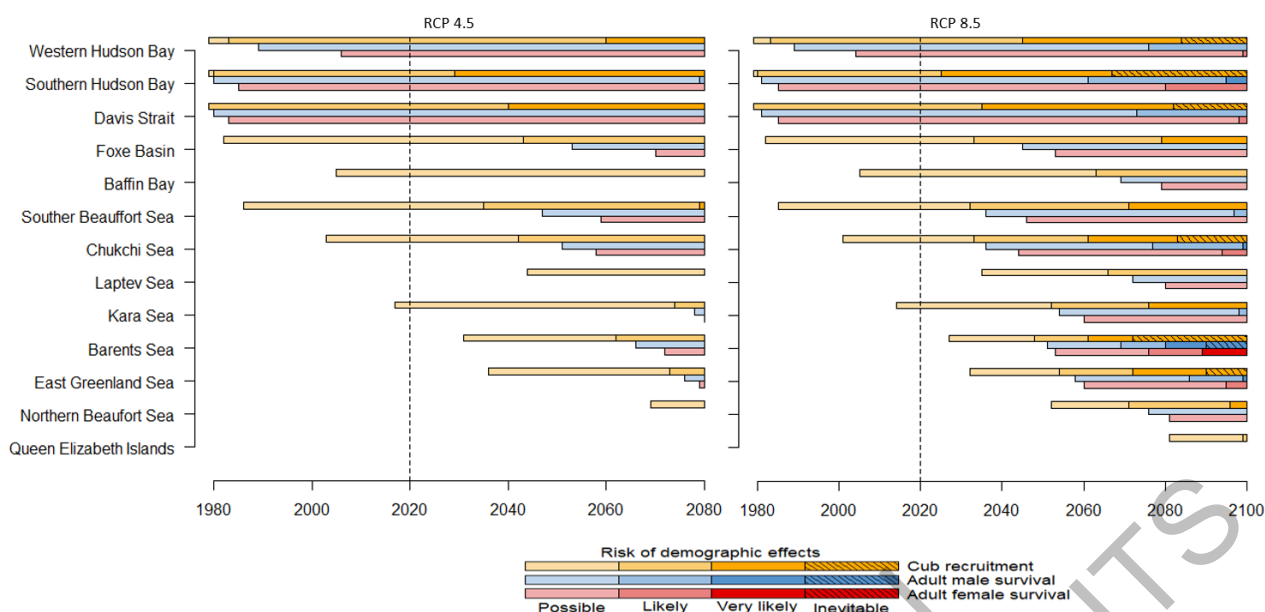 RCP 4.5
RCP 8.5
Western Hudson Bay
Southern Hudson Bay
Davis Strait
Foxe Basin
Baffin Bay
Souther Beauffort Sea
Chukchi Sea
Laptev Sea
Kara Sea
Barents Sea
East Greenland Sea
Northern Beaufort Sea
Queen Elizabeth Islands
1980 2000 2020 2040 2060 2080
1980 2000 2020 2040 2060 2080 2100
Risk of demographic effects
Cub recruitment
Adult male survival
Adult female survival
Possible Likely Very likely Inevitable
ITS